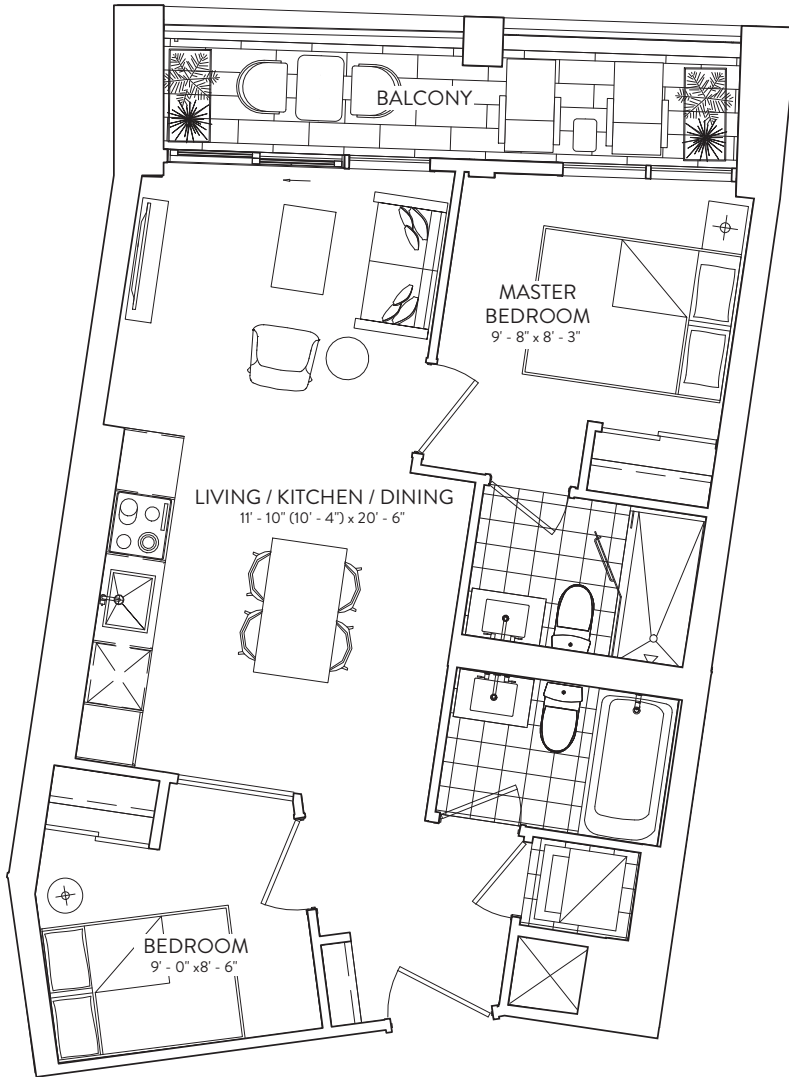 BALCONY
MASTER
BEDROOM
9' - 8" x 8' - 3"
LIVING / KITCHEN / DINING
11' - 10" (10' - 4") x 20' - 6"
BEDROOM
9' - 0" x8' - 6"